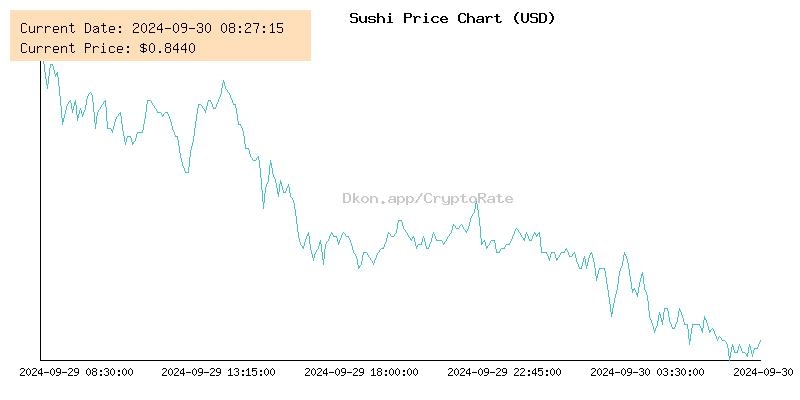 Sushi Price Chart (USD)
Current Date: 2024-09-30 08:27:15
Current Price: $0.8440
Dkon.app/CryptoRate
2024-09-29 08:30:00 2024-09-29 13:15:00 2024-09-29 18:00:00 2024-09-29 22:45:00 2024-09-30 03:30:00 2024-09-30